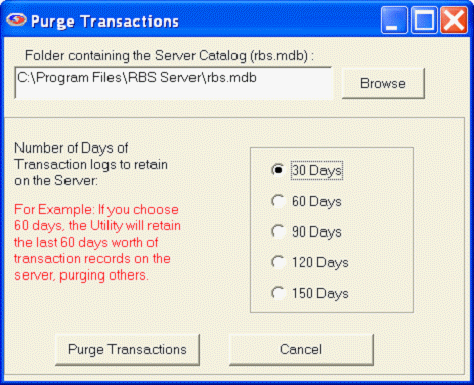 Purge Transactions
Folder containing the Server Catalog (rbs.mdb) :
C:\Program Files\RBS Server\rbs.mdb
Browse
Number of Days of
Transaction logs to retain
on the Server:
For Example: If you choose
60 days, the Utility will retain
the last 60 days worth of
transaction records on the
server, purging others.
30 Days
60 Days
90 Days
120 Days
150 Days
Purge Transactions
Cancel